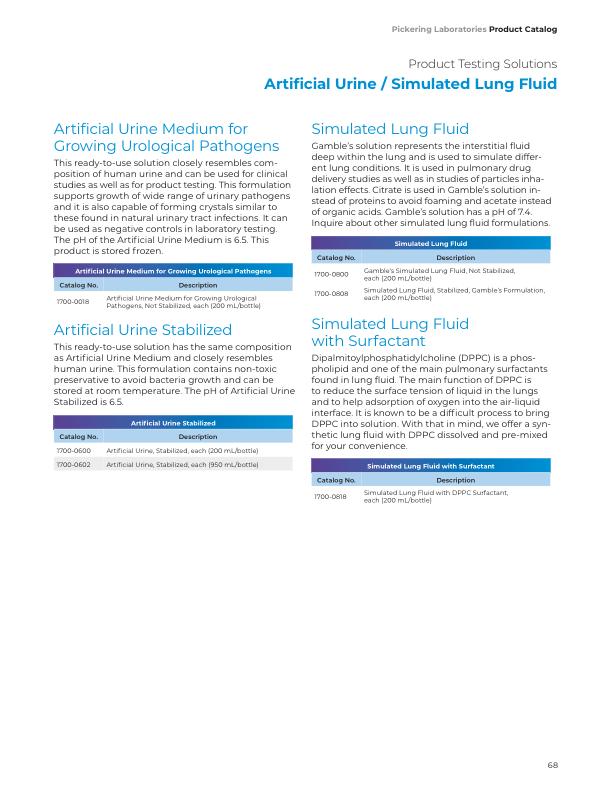 Pickering Laboratories Product Catalog
Product Testing Solutions
Artificial Urine / Simulated Lung Fluid
Artificial Urine Medium for
Growing Urological Pathogens
This ready-to-use solution closely resembles com-
position of human urine and can be used for clinical
studies as well as for product testing. This formulation
supports growth of wide range of urinary pathogens
and it is also capable of forming crystals similar to
these found in natural urinary tract infections. It can
be used as negative controls in laboratory testing.
The pH of the Artificial Urine Medium is 6.5. This
product is stored frozen.
Artificial Urine Medium for Growing Urological Pathogens
Catalog No. Description
1700-0018 Artificial Urine Medium for Growing Urological
Pathogens, Not Stabilized, each (200 mL/bottle)
Artificial Urine Stabilized
This ready-to-use solution has the same composition
as Artificial Urine Medium and closely resembles
human urine. This formulation contains non-toxic
preservative to avoid bacteria growth and can be
stored at room temperature. The pH of Artificial Urine
Stabilized is 6.5.
Artificial Urine Stabilized
Catalog No. Description
1700-0600 Artificial Urine, Stabilized, each (200 mL/bottle)
1700-0602 Artificial Urine, Stabilized, each (950 mL/bottle)
Simulated Lung Fluid
Gamble's solution represents the interstitial fluid
deep within the lung and is used to simulate differ-
ent lung conditions. It is used in pulmonary drug
delivery studies as well as in studies of particles inha-
lation effects. Citrate is used in Gamble's solution in-
stead of proteins to avoid foaming and acetate instead
of organic acids. Gamble's solution has a pH of 7.4.
Inquire about other simulated lung fluid formulations.
Simulated Lung Fluid
Catalog No. Description
1700-0800 Gamble's Simulated Lung Fluid, Not Stabilized,
each (200 mL/bottle)
1700-0808 Simulated Lung Fluid, Stabilized, Gamble's Formulation,
each (200 mL/bottle)
Simulated Lung Fluid
with Surfactant
Dipalmitoylphosphatidylcholine (DPPC) is a phos-
pholipid and one of the main pulmonary surfactants
found in lung fluid. The main function of DPPC is
to reduce the surface tension of liquid in the lungs
and to help adsorption of oxygen into the air-liquid
interface. It is known to be a difficult process to bring
DPPC into solution. With that in mind, we offer a syn-
thetic lung fluid with DPPC dissolved and pre-mixed
for your convenience.
Simulated Lung Fluid with Surfactant
Catalog No. Description
1700-0818 Simulated Lung Fluid with DPPC Surfactant,
each (200 mL/bottle)
68